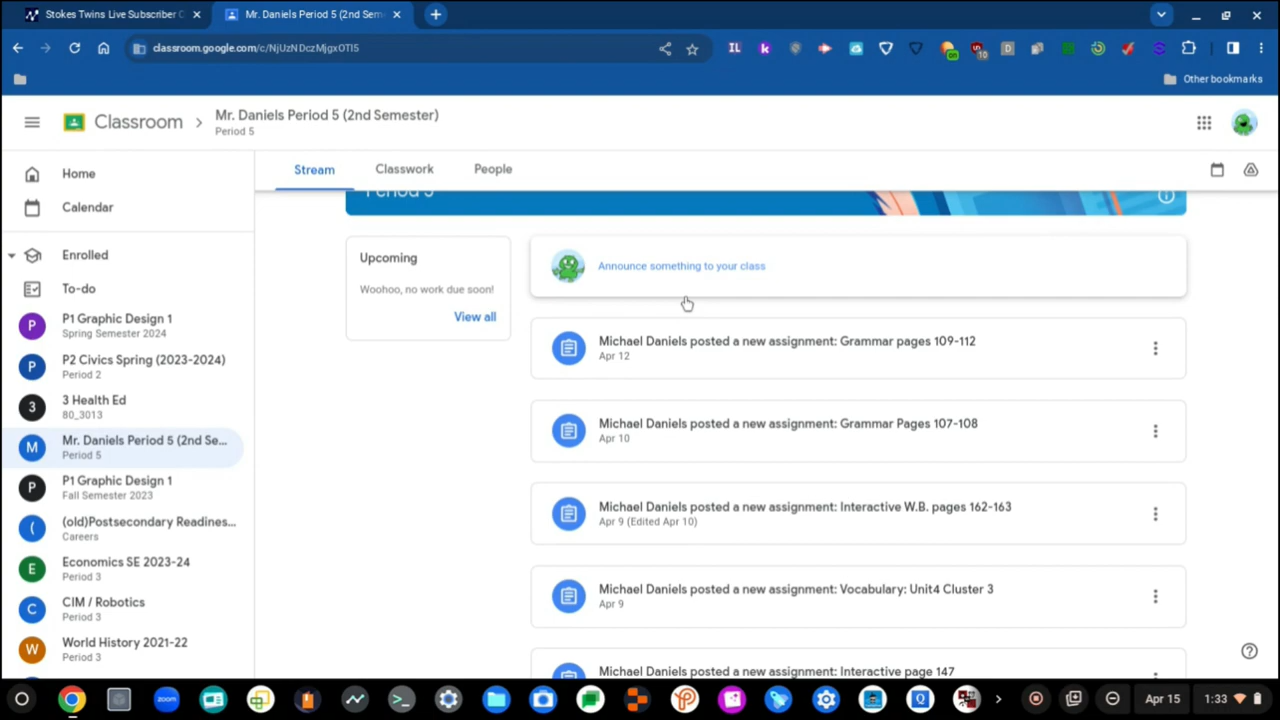 Stokes Twins Live Subscriber C
Mr. Daniels Period 5 (2nd Sem
classroom.google.com/c/NjUzNDczMjgxOTI5
Other bookmarks
Classroom
Mr. Daniels Period 5 (2nd Semester)
Period 5
Home
Calendar
Enrolled
To-do
P
P1 Graphic Design 1
Spring Semester 2024
P
P2 Civics Spring (2023-2024)
Period 2
3
3 Health Ed
80_3013
M
Mr. Daniels Period 5 (2nd Se...
Period 5
P
P1 Graphic Design 1
Fall Semester 2023
(
(old)Postsecondary Readines...
Careers
E
Economics SE 2023-24
Period 3
C
CIM / Robotics
Period 3
W
World History 2021-22
Period 3
Stream
Classwork
People
Period 5
Upcoming
Woohoo, no work due soon!
View all
Announce something to your class
Michael Daniels posted a new assignment: Grammar pages 109-112
Apr 12
Michael Daniels posted a new assignment: Grammar Pages 107-108
Apr 10
Michael Daniels posted a new assignment: Interactive W.B. pages 162-163
Apr 9 (Edited Apr 10)
Michael Daniels posted a new assignment: Vocabulary: Unit4 Cluster 3
Apr 9
Michael Daniels posted a new assignment: Interactive page 147
zoom
Apr 15
1:33